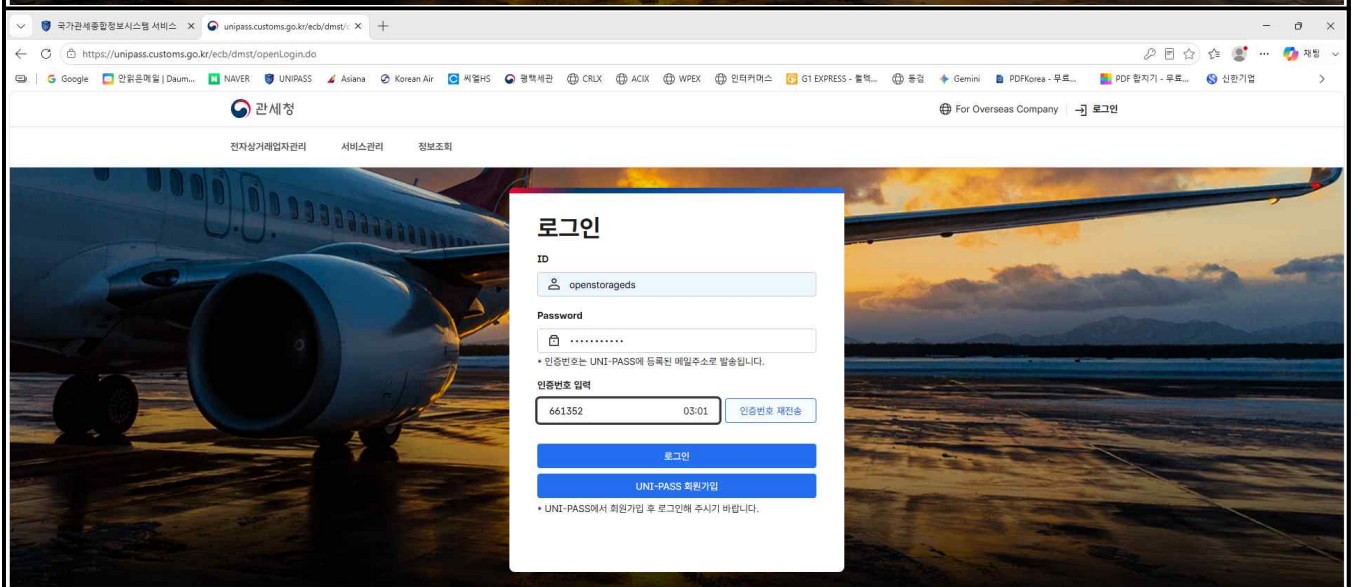 국가관세종합정보시스템 서비스
unipass.customs.go.kr/ecb/dmst/
https://unipass.customs.go.kr/ecb/dmst/openLogin.do
채팅
Google 안읽은메일 | Daum... NAVER UNIPASS Asiana Korean Air 씨엘HS 평택세관 CRLX ACIX WPEX 인터커머스 G1 EXPRESS - 통검 Gemini PDFKorea - 무료... PDF 합치기 - 무료... 신한기업
관세청 For Overseas Company 로그인
전자상거래업자관리 서비스관리 정보조회
로그인
ID
openstorageds
Password
···········
* 인증번호는 UNI-PASS에 등록된 메일주소로 발송됩니다.
인증번호 입력
661352 03:01 인증번호 재전송
로그인
UNI-PASS 회원가입
* UNI-PASS에서 회원가입 후 로그인해 주시기 바랍니다.